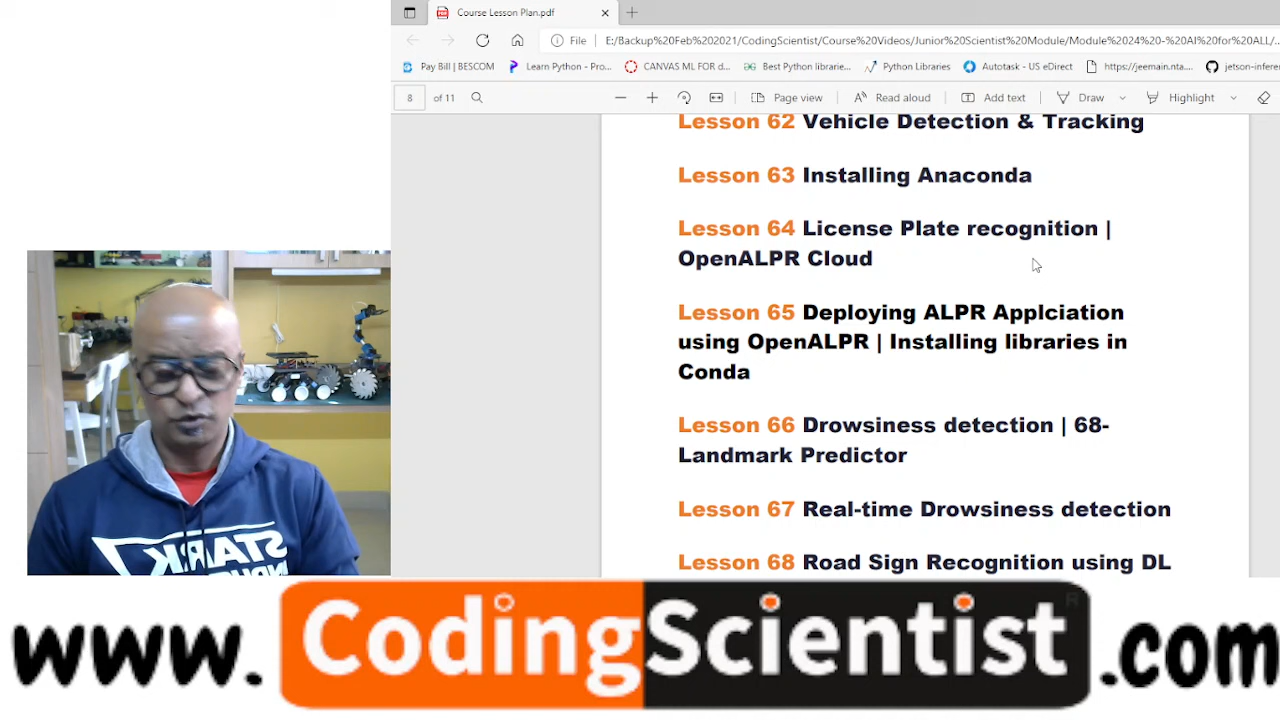 Course Lesson Plan.pdf
File E:/Backup%20Feb%202021/CodingScientist/Course%20Videos/Junior%20Scientist%20Module/Module%2024%20-%20AI%20for%20ALL/...
Pay Bill | BESCOM Learn Python - Pro... CANVAS ML FOR d... Best Python librarie... Python Libraries Autotask - US eDirect https://jeemain.nta.... jetson-infere
8 of 11 Page view Read aloud Add text Draw Highlight
Lesson 62 Vehicle Detection & Tracking
Lesson 63 Installing Anaconda
Lesson 64 License Plate recognition |
OpenALPR Cloud
Lesson 65 Deploying ALPR Applciation
using OpenALPR | Installing libraries in
Conda
Lesson 66 Drowsiness detection | 68-
Landmark Predictor
Lesson 67 Real-time Drowsiness detection
Lesson 68 Road Sign Recognition using DL
STARK
www.CodingScientist.com